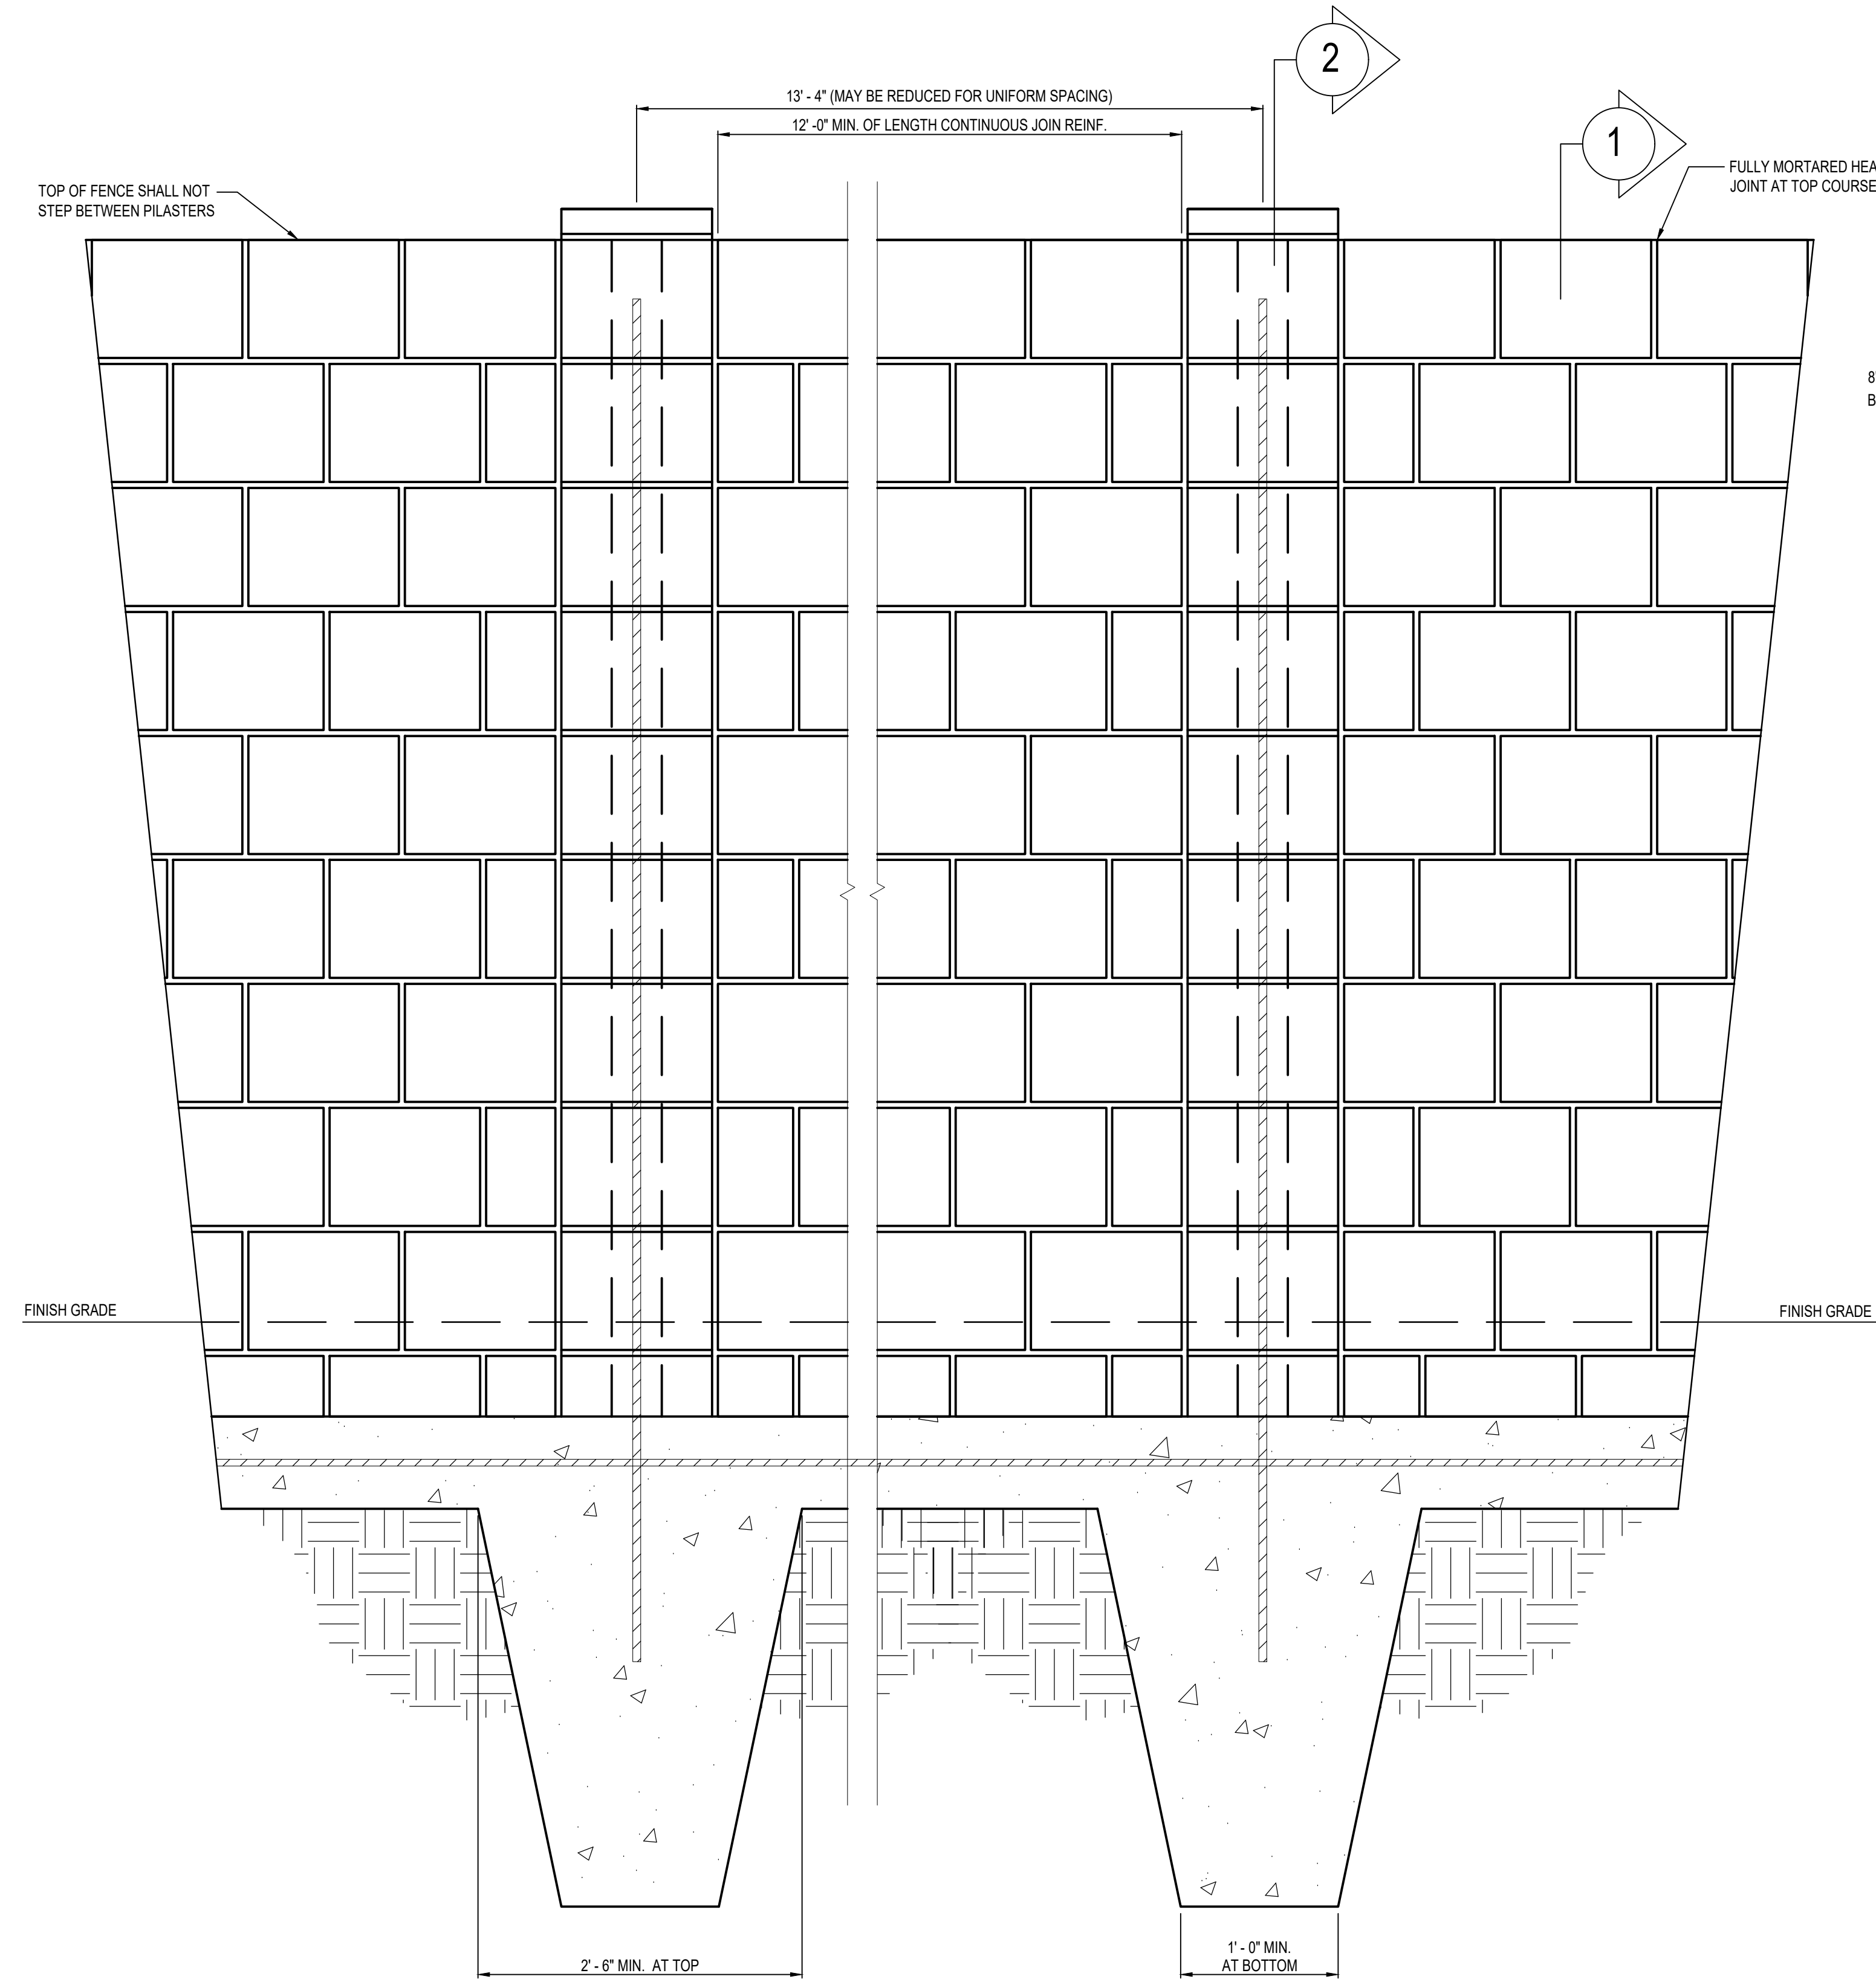 2
13' - 4" (MAY BE REDUCED FOR UNIFORM SPACING)
12' -0" MIN. OF LENGTH CONTINUOUS JOIN REINF.
1
TOP OF FENCE SHALL NOT
STEP BETWEEN PILASTERS
FULLY MORTARED
JOINT AT TOP COURSE
FINISH GRADE
FINISH GRADE
2' - 6" MIN. AT TOP
1' - 0" MIN.
AT BOTTOM